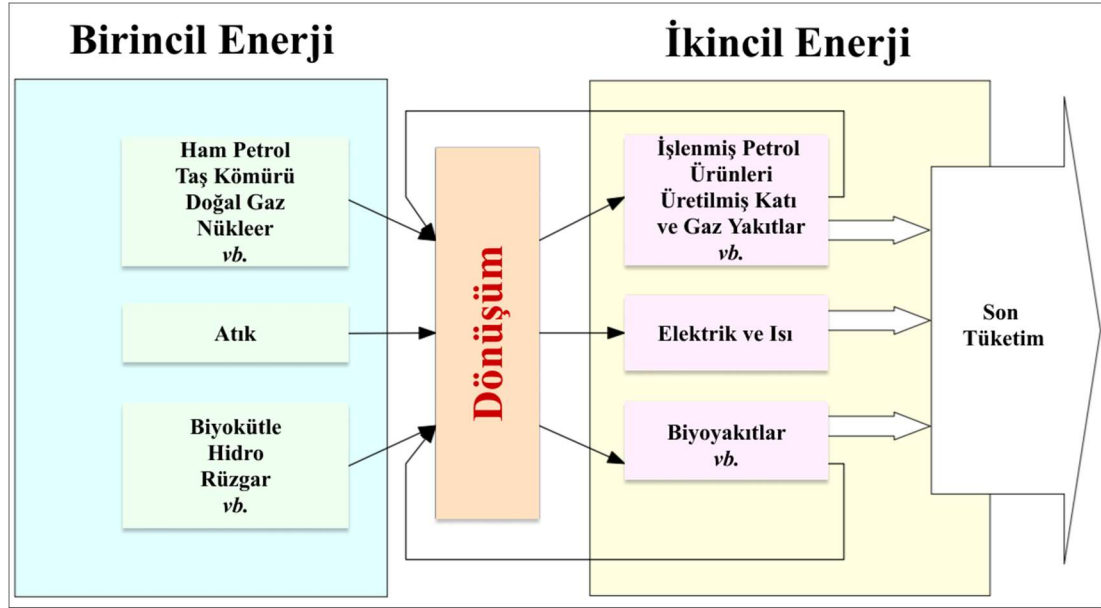 Birincil Enerji
Ham Petrol
Taş Kömürü
Doğal Gaz
Nükleer
vb.
Atık
Biyokütle
Hidro
Rüzgar
vb.
Dönüşüm
İkincil Enerji
İşlenmiş Petrol
Ürünleri
Üretilmiş Katı
ve Gaz Yakıtlar
vb.
Elektrik ve Isı
Biyoyakıtlar
vb.
Son
Tüketim